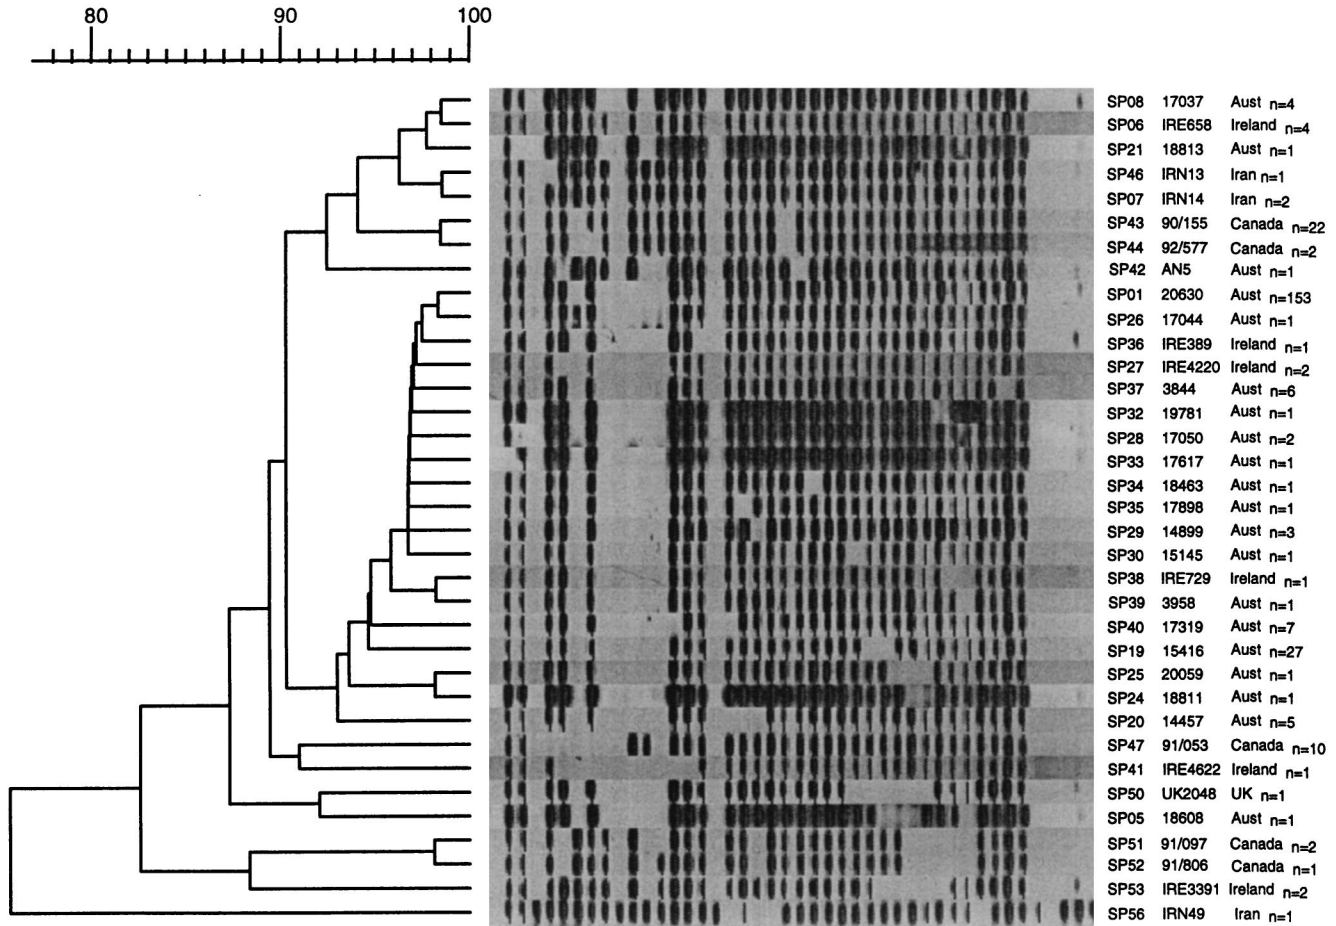 80 90 100
SP08 17037 Aust n=4
SP06 IRE658 Ireland n=4
SP21 18813 Aust n=1
SP46 IRN13 Iran n=1
SP07 IRN14 Iran n=2
SP43 90/155 Canada n=22
SP44 92/577 Canada n=2
SP42 AN5 Aust n=1
SP01 20630 Aust n=153
SP26 17044 Aust n=1
SP36 IRE389 Ireland n=1
SP27 IRE4220 Ireland n=2
SP37 3844 Aust n=6
SP32 19781 Aust n=1
SP28 17050 Aust n=2
SP33 17617 Aust n=1
SP34 18463 Aust n=1
SP35 17898 Aust n=1
SP29 14899 Aust n=3
SP30 15145 Aust n=1
SP38 IRE729 Ireland n=1
SP39 3958 Aust n=1
SP40 17319 Aust n=7
SP19 15416 Aust n=27
SP25 20059 Aust n=1
SP24 18811 Aust n=1
SP20 14457 Aust n=5
SP47 91/053 Canada n=10
SP41 IRE4622 Ireland n=1
SP50 UK2048 UK n=1
SP05 18608 Aust n=1
SP51 91/097 Canada n=2
SP52 91/806 Canada n=1
SP53 IRE3391 Ireland n=2
SP56 IRN49 Iran n=1